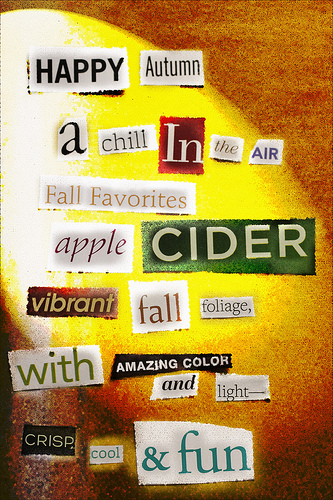 HAPPY Autumn
a chill In the AIR
Fall Favorites
apple CIDER
vibrant fall foliage,
with AMAZING COLOR
and light—
CRISP, cool & fun